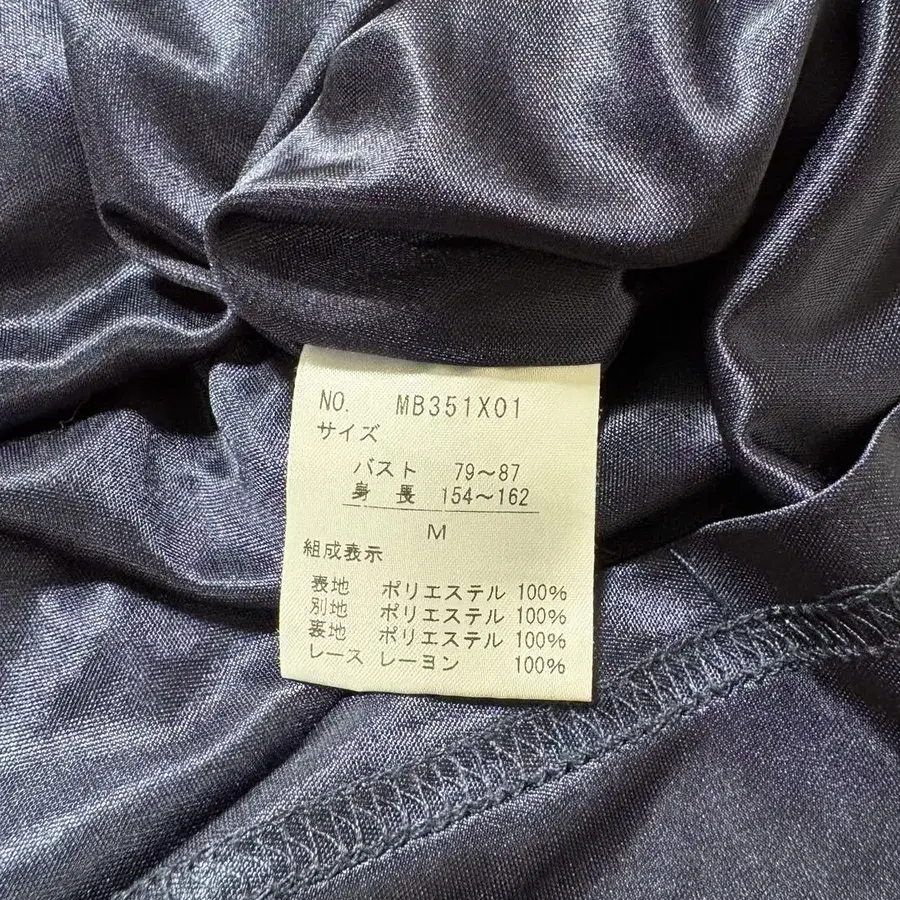 NO. MB351X01
サイズ
バスト 79～87
身長 154～162
M
組成表示
表地 ポリエステル 100%
別地 ポリエステル 100%
裏地 ポリエステル 100%
レース レーヨン 100%